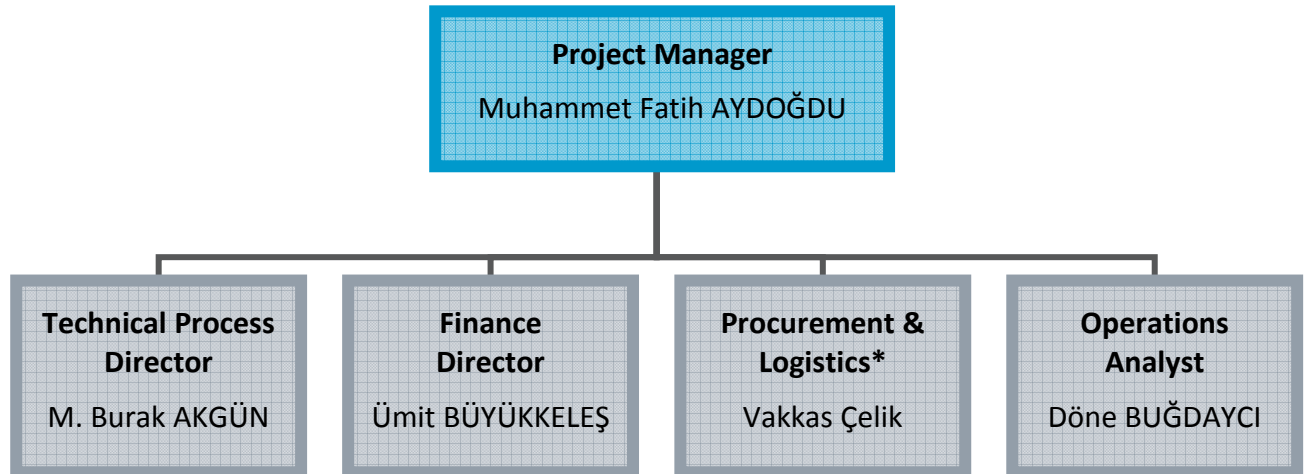 Project Manager
Muhammet Fatih AYDOĞDU
Technical Process
Director
M. Burak AKGÜN
Finance
Director
Ümit BÜYÜKKELEŞ
Procurement &
Logistics*
Vakkas Çelik
Operations
Analyst
Döne BUĞDAYCI